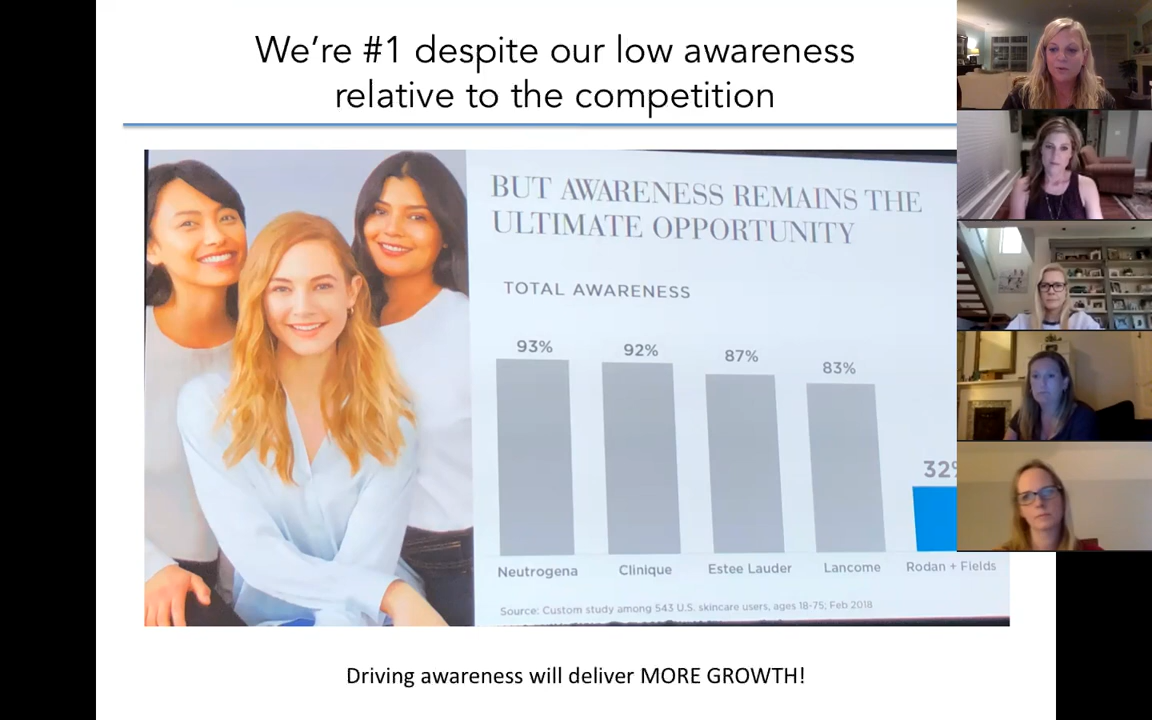 We're #1 despite our low awareness
relative to the competition
BUT AWARENESS REMAINS THE
ULTIMATE OPPORTUNITY
TOTAL AWARENESS
93% 92% 87% 83% 32%
Neutrogena Clinique Estee Lauder Lancome Rodan + Fields
Source: Custom study among 543 U.S. skincare users, ages 18-75; Feb 2018
Driving awareness will deliver MORE GROWTH!